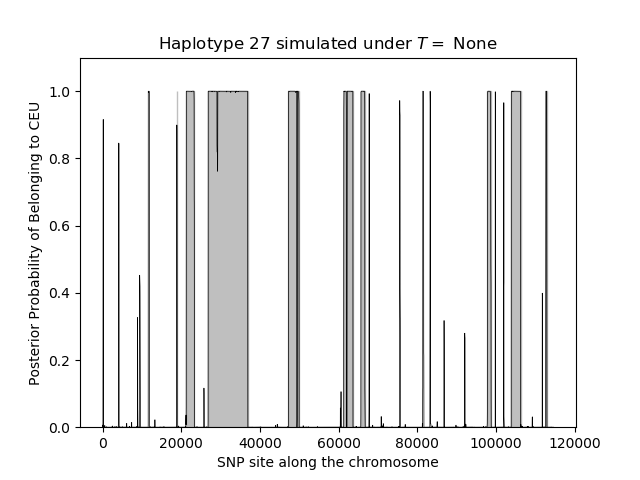 Haplotype 27 simulated under T = None
Posterior Probability of Belonging to CEU
1.0
0.8
0.6
0.4
0.2
0.0
0 20000 40000 60000 80000 100000 120000
SNP site along the chromosome